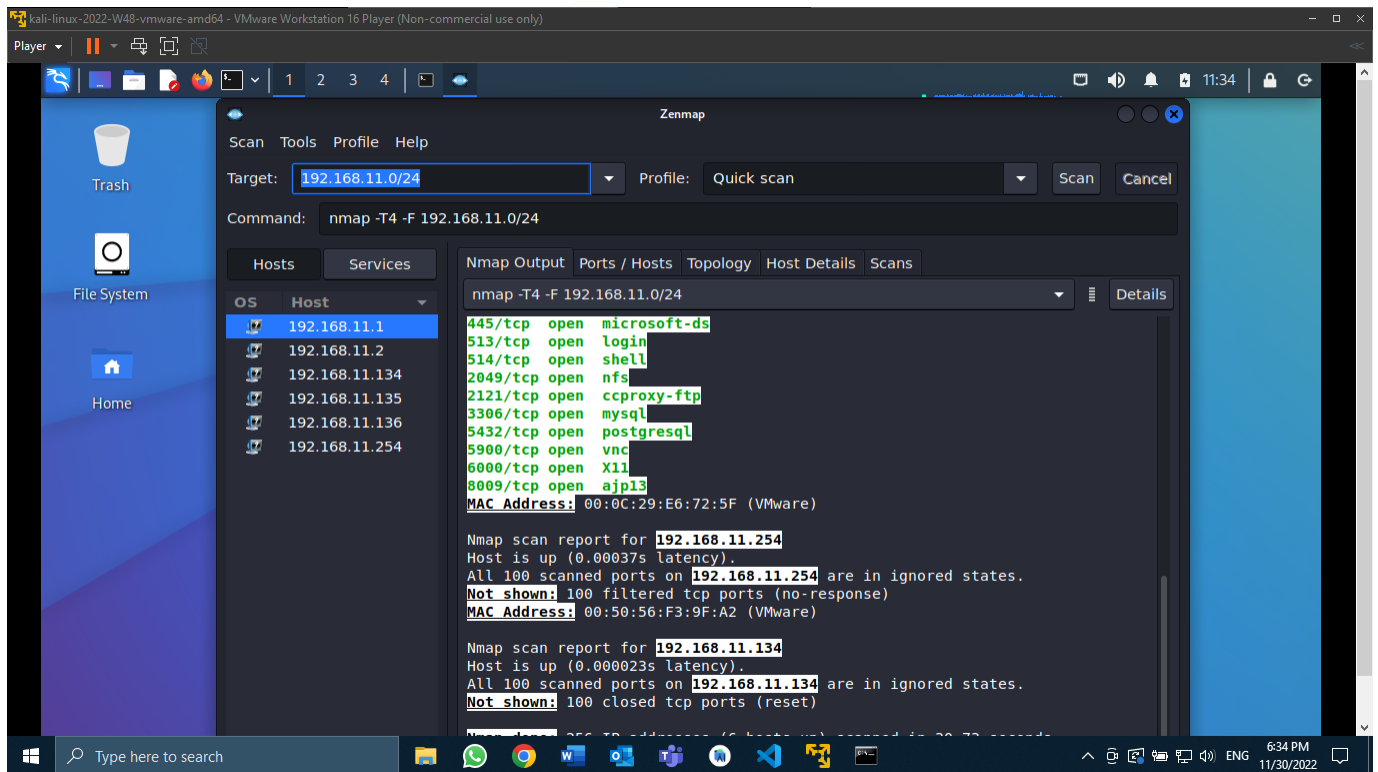 kali-linux-2022-W48-vmware-amd64 - VMware Workstation 16 Player (Non-commercial use only)
Player
1 2 3 4
11:34
Zenmap
Scan Tools Profile Help
Target: 192.168.11.0/24 Profile: Quick scan Scan Cancel
Command: nmap -T4 -F 192.168.11.0/24
Hosts Services
Nmap Output Ports / Hosts Topology Host Details Scans
OS Host
nmap -T4 -F 192.168.11.0/24 Details
192.168.11.1
192.168.11.2
192.168.11.134
192.168.11.135
192.168.11.136
192.168.11.254
445/tcp open microsoft-ds
513/tcp open login
514/tcp open shell
2049/tcp open nfs
2121/tcp open ccproxy-ftp
3306/tcp open mysql
5432/tcp open postgresql
5900/tcp open vnc
6000/tcp open X11
8009/tcp open ajp13
MAC Address: 00:0C:29:E6:72:5F (VMware)
Nmap scan report for 192.168.11.254
Host is up (0.00037s latency).
All 100 scanned ports on 192.168.11.254 are in ignored states.
Not shown: 100 filtered tcp ports (no-response)
MAC Address: 00:50:56:F3:9F:A2 (VMware)
Nmap scan report for 192.168.11.134
Host is up (0.000023s latency).
All 100 scanned ports on 192.168.11.134 are in ignored states.
Not shown: 100 closed tcp ports (reset)
Trash
File System
Home
Type here to search
ENG
6:34 PM
11/30/2022